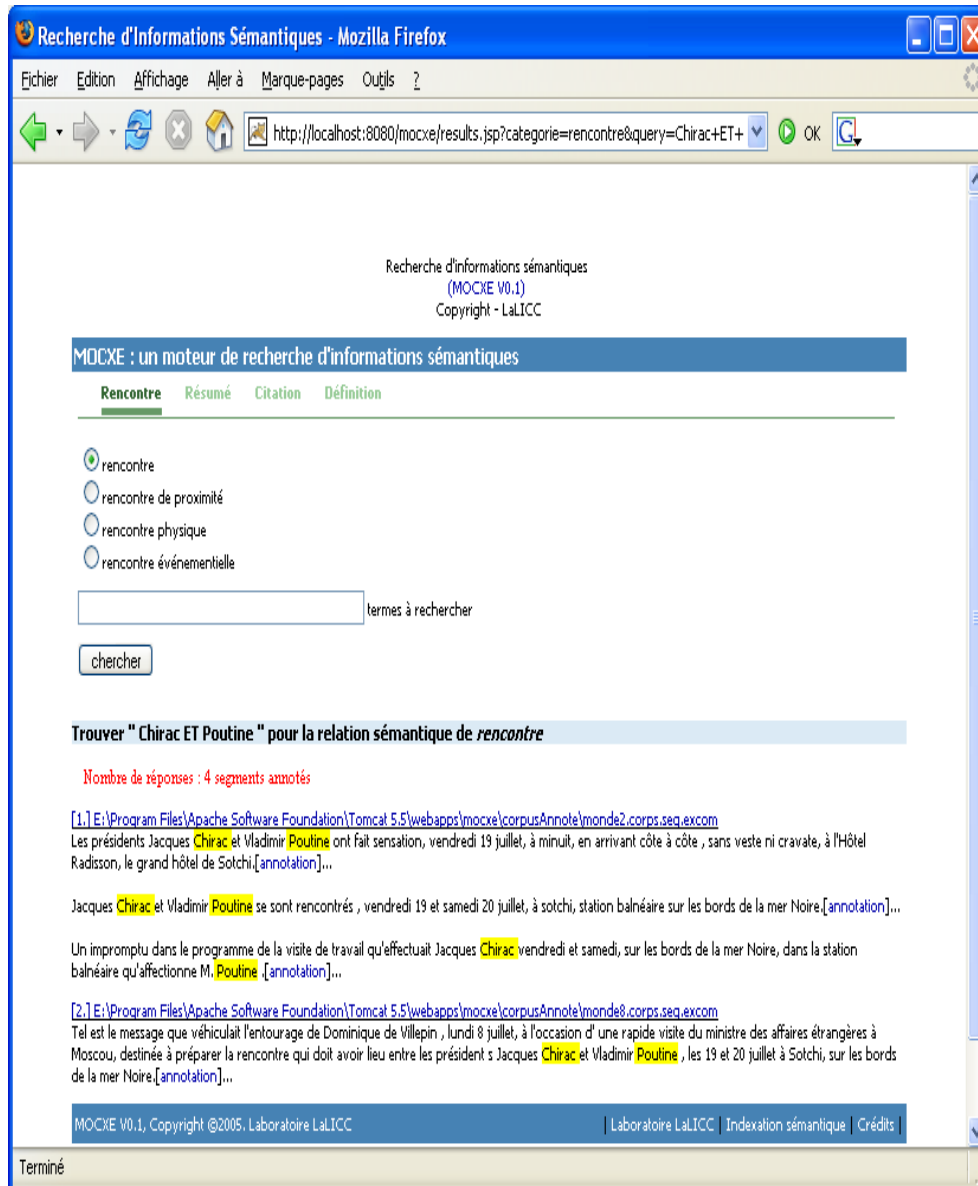 Recherche d'Informations Sémantiques - Mozilla Firefox
Fichier Edition Affichage Aller à Marque-pages Outils ?
http://localhost:8080/mocxe/results.jsp?categorie=rencontre&query=Chirac+ET+ OK G
Recherche d'informations sémantiques
(MOCXE V0.1)
Copyright - LaLICC
MOCXE : un moteur de recherche d'informations sémantiques
Rencontre Résumé Citation Définition
rencontre
rencontre de proximité
rencontre physique
rencontre événementielle
termes à rechercher
chercher
Trouver " Chirac ET Poutine " pour la relation sémantique de rencontre
Nombre de réponses : 4 segments annotés
[1.] E:\Program Files\Apache Software Foundation\Tomcat 5.5\webapps\mocxe\corpusAnnote\monde2.corps.seg.excom
Les présidents Jacques Chirac et Vladimir Poutine ont fait sensation, vendredi 19 juillet, à minuit, en arrivant côte à côte , sans veste ni cravate, à l'Hôtel
Radisson, le grand hôtel de Sotchi.[annotation]...
Jacques Chirac et Vladimir Poutine se sont rencontrés , vendredi 19 et samedi 20 juillet, à sotchi, station balnéaire sur les bords de la mer Noire.[annotation]...
Un impromptu dans le programme de la visite de travail qu'effectuait Jacques Chirac vendredi et samedi, sur les bords de la mer Noire, dans la station
balnéaire qu'affectionne M. Poutine .[annotation]...
[2.] E:\Program Files\Apache Software Foundation\Tomcat 5.5\webapps\mocxe\corpusAnnote\monde8.corps.seg.excom
Tel est le message que véhiculait l'entourage de Dominique de Villepin , lundi 8 juillet, à l'occasion d' une rapide visite du ministre des affaires étrangères à
Moscou, destinée à préparer la rencontre qui doit avoir lieu entre les président s Jacques Chirac et Vladimir Poutine , les 19 et 20 juillet à Sotchi, sur les bords
de la mer Noire.[annotation]...
MOCXE V0.1, Copyright @2005. Laboratoire LaLICC | Laboratoire LaLICC | Indexation sémantique | Crédits |
Terminé